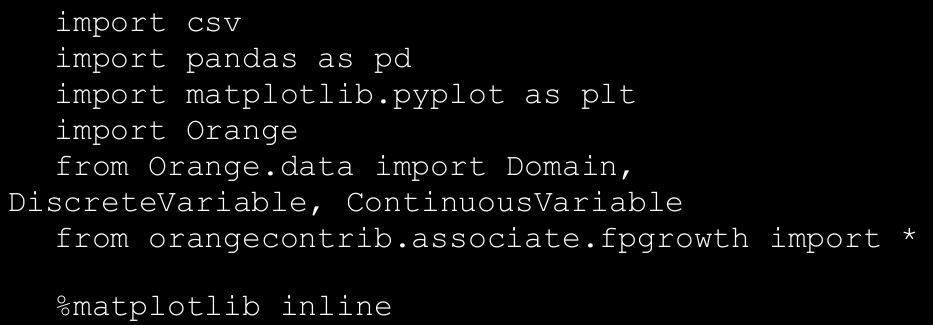 import csv
import pandas as pd
import matplotlib.pyplot as plt
import Orange
from Orange.data import Domain,
DiscreteVariable, ContinuousVariable
from orangecontrib.associate.fpgrowth import *
%matplotlib inline